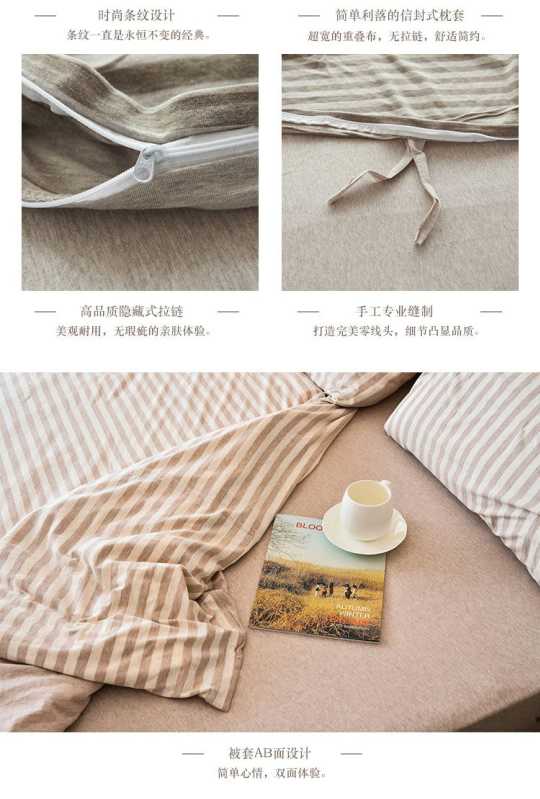 时尚条纹设计
条纹一直是永恒不变的经典。
简单利落的信封式枕套
超宽的重叠布，无拉链，舒适简约。
高品质隐藏式拉链
美观耐用，无瑕疵的亲肤体验。
手工专业缝制
打造完美零线头，细节凸显品质。
BLOO
AUTUMN
WINTER
被套AB面设计
简单心情，双面体验。